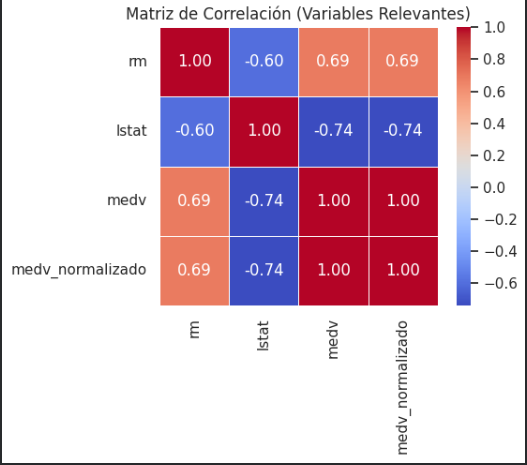 Matriz de Correlación (Variables Relevantes)
rm 1.00 -0.60 0.69 0.69
lstat -0.60 1.00 -0.74 -0.74
medv 0.69 -0.74 1.00 1.00
medv_normalizado 0.69 -0.74 1.00 1.00
rm lstat medv medv_normalizado
1.0
0.8
0.6
0.4
0.2
0.0
−0.2
−0.4
−0.6